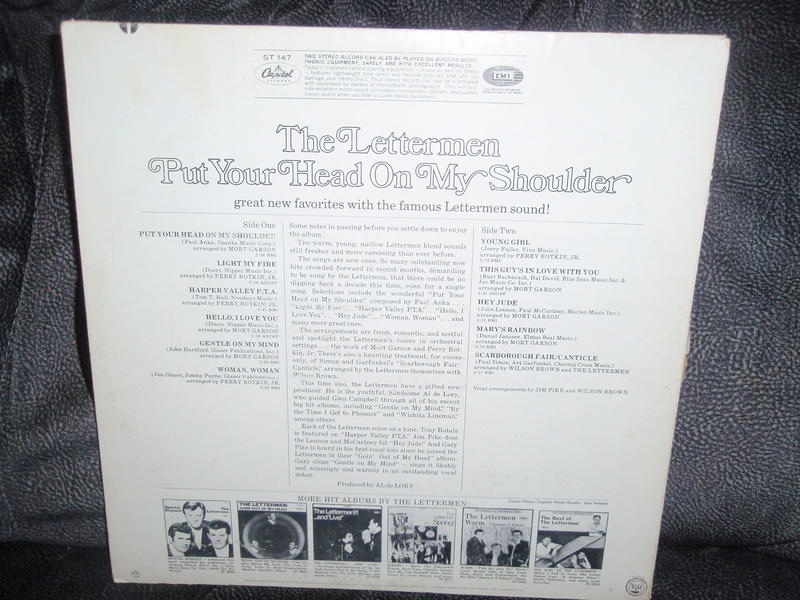 ST 147
Capitol
RECORDS
THIS STEREO RECORD CAN ALSO BE PLAYED ON MODERN MONO-
PHONIC EQUIPMENT, SAFELY AND WITH EXCELLENT RESULTS.
EMI
The Lettermen
Put Your Head On My Shoulder
great new favorites with the famous Lettermen sound!
Side One
PUT YOUR HEAD ON MY SHOULDER
(Paul Anka, Spanka Music Corp.)
arranged by MORT GARSON
LIGHT MY FIRE
(Doors, Nipper Music Inc.)
arranged by PERRY BOTKIN, JR.
HARPER VALLEY P.T.A.
(Tom T. Hall, Newkeys Music)
arranged by PERRY BOTKIN, JR.
HELLO, I LOVE YOU
(Doors, Nipper Music Inc.)
arranged by MORT GARSON
GENTLE ON MY MIND
(John Hartford, Glaser Publications, Inc.)
arranged by MORT GARSON
WOMAN, WOMAN
(Jim Glaser, Jimmy Payne, Glaser Publications)
arranged by PERRY BOTKIN, JR.
Some notes in passing before you settle down to enjoy
the album:
The warm, young, mellow Lettermen blend sounds
still fresher and more caressing than ever before.
The songs are new ones. So many outstanding new
hits crowded forward in recent months, demanding
to be sung by the Lettermen, that there could be no
dipping back a decade this time, even for a single
song. Selections include the wonderful "Put Your
Head on My Shoulder," composed by Paul Anka . . .
"Light My Fire" . . . "Harper Valley P.T.A." . . . "Hello, I
Love You" . . . "Hey Jude" . . . "Woman, Woman" . . . and
many more great ones.
The arrangements are fresh, romantic, and restful
and spotlight the Lettermen's voices in orchestral
settings . . . the work of Mort Garson and Perry Bot-
kin, Jr. There's also a haunting treatment, for voices
only, of Simon and Garfunkel's "Scarborough Fair/
Canticle," arranged by the Lettermen themselves with
Wilson Brown.
This time also, the Lettermen have a gifted new
producer. He is the youthful, handsome Al de Lory,
who guided Glen Campbell through all of his recent
big hit albums, including "Gentle on My Mind," "By
the Time I Get to Phoenix" and "Wichita Lineman,"
among others.
Each of the Lettermen solos on a tune. Tony Butala
is featured on "Harper Valley P.T.A." Jim Pike does
the Lennon and McCartney hit "Hey Jude." And Gary
Pike is heard in his first vocal solo since he joined the
Lettermen in their "Goin' Out of My Head" album.
Gary sings "Gentle on My Mind" – sings it likably
and winningly and warmly in an outstanding vocal
debut.
Produced by AL de LORY
Side Two
YOUNG GIRL
(Jerry Fuller, Viva Music)
arranged by PERRY BOTKIN, JR.
THIS GUY'S IN LOVE WITH YOU
(Burt Bacharach, Hal David, Blue Seas Music Inc. &
Jac Music Co. Inc.)
arranged by MORT GARSON
HEY JUDE
(John Lennon, Paul McCartney, Maclen Music Inc.)
arranged by MORT GARSON
MARY'S RAINBOW
(Daniel Janssen, Elmus Real Music)
arranged by MORT GARSON
SCARBOROUGH FAIR/CANTICLE
(Paul Simon, Art Garfunkel, Charing Cross Music)
arranged by WILSON BROWN and THE LETTERMEN
Vocal arrangements by JIM PIKE and WILSON BROWN
MORE HIT ALBUMS BY THE LETTERMEN:
Special Request
The Lettermen
THE LETTERMEN
GOIN' OUT OF MY HEAD
The Lettermen!!!
...and "Live!"
Spring!
The Lettermen
Warm
The Best of
The Lettermen